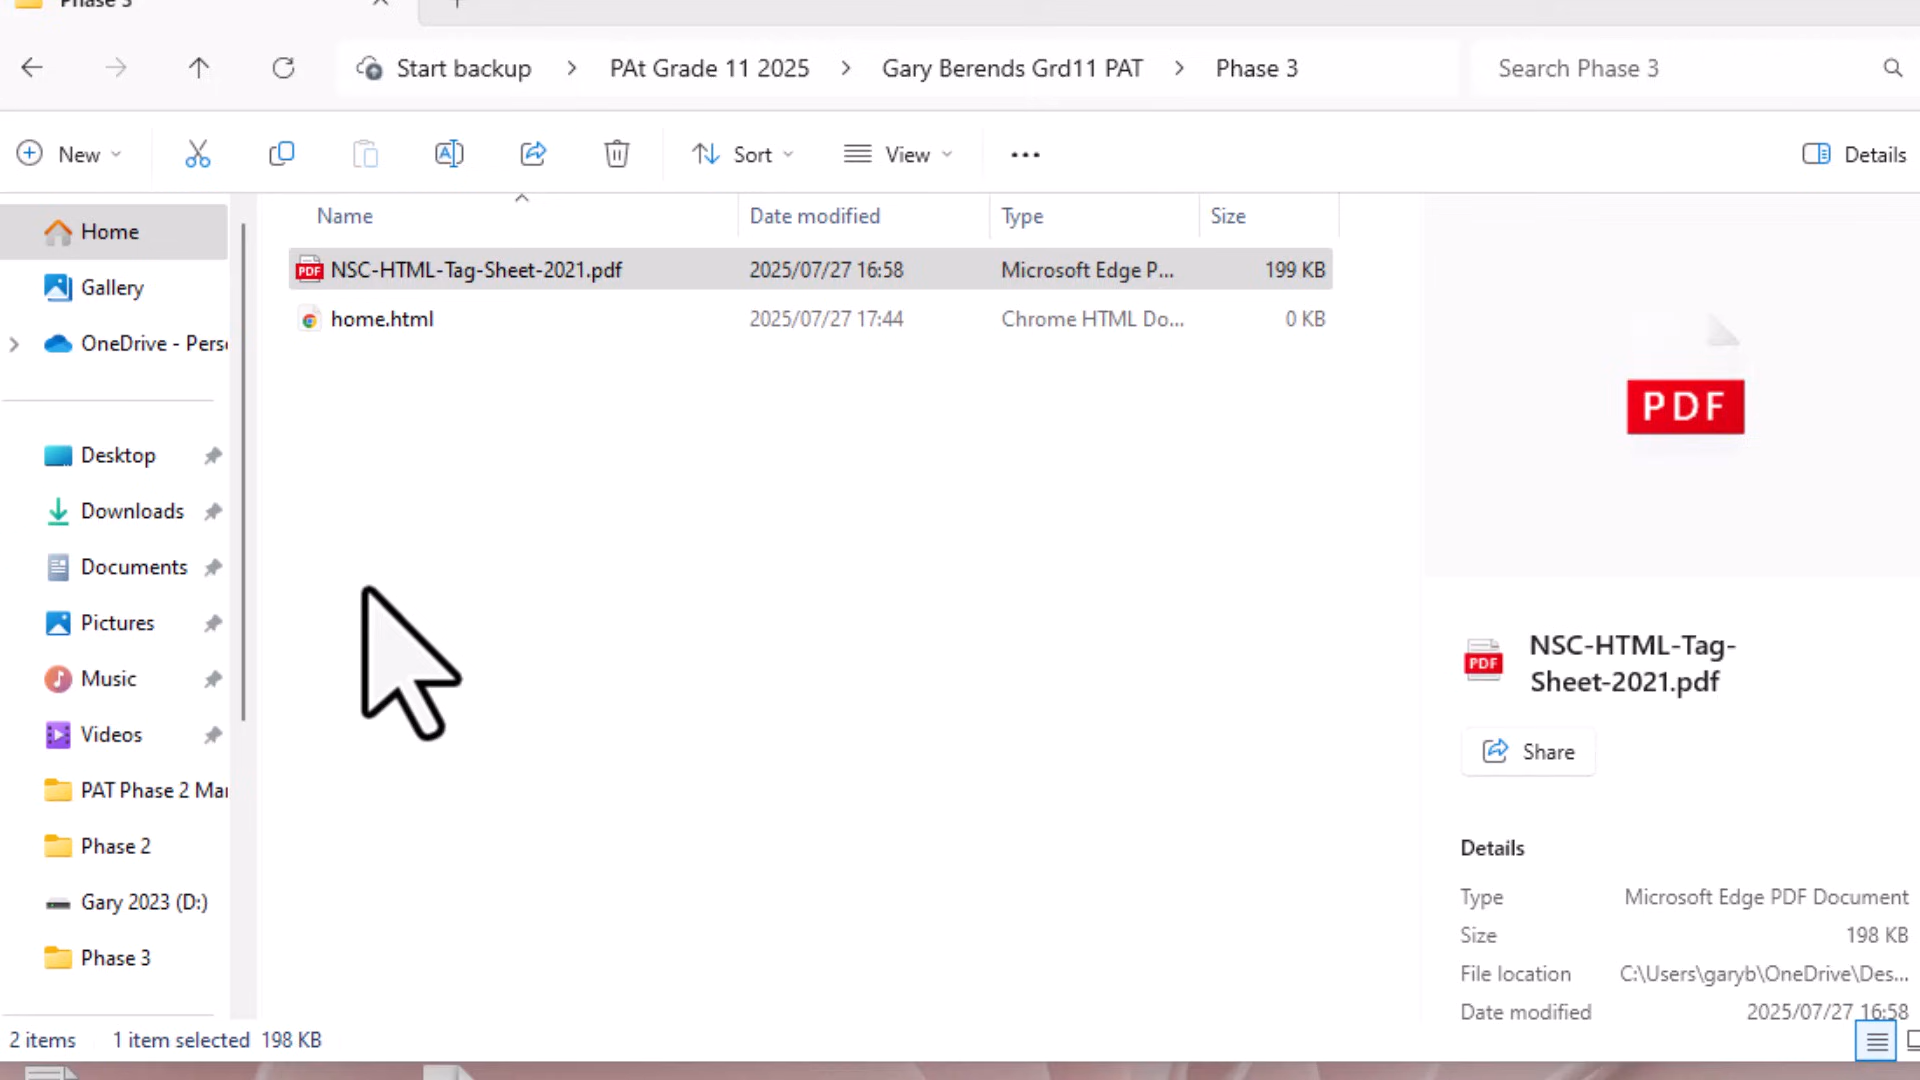 Phase 3
Start backup > PAt Grade 11 2025 > Gary Berends Grd11 PAT > Phase 3
Search Phase 3
New
Sort
View
Details
Name
Date modified
Type
Size
PDF NSC-HTML-Tag-Sheet-2021.pdf 2025/07/27 16:58 Microsoft Edge P... 199 KB
home.html 2025/07/27 17:44 Chrome HTML Do... 0 KB
Home
Gallery
OneDrive - Pers
Desktop
Downloads
Documents
Pictures
Music
Videos
PAT Phase 2 Mar
Phase 2
Gary 2023 (D:)
Phase 3
PDF
PDF
NSC-HTML-Tag-
Sheet-2021.pdf
Share
Details
Type Microsoft Edge PDF Document
Size 198 KB
File location C:\Users\garyb\OneDrive\Des...
Date modified 2025/07/27 16:58
2 items 1 item selected 198 KB